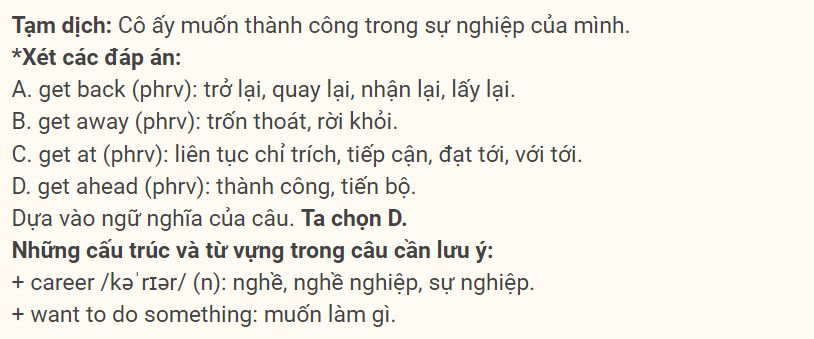 Tạm dịch: Cô ấy muốn thành công trong sự nghiệp của mình.
*Xét các đáp án:
A. get back (phrv): trở lại, quay lại, nhận lại, lấy lại.
B. get away (phrv): trốn thoát, rời khỏi.
C. get at (phrv): liên tục chỉ trích, tiếp cận, đạt tới, với tới.
D. get ahead (phrv): thành công, tiến bộ.
Dựa vào ngữ nghĩa của câu. Ta chọn D.
Những cấu trúc và từ vựng trong câu cần lưu ý:
+ career /kəˈrɪər/ (n): nghề, nghề nghiệp, sự nghiệp.
+ want to do something: muốn làm gì.